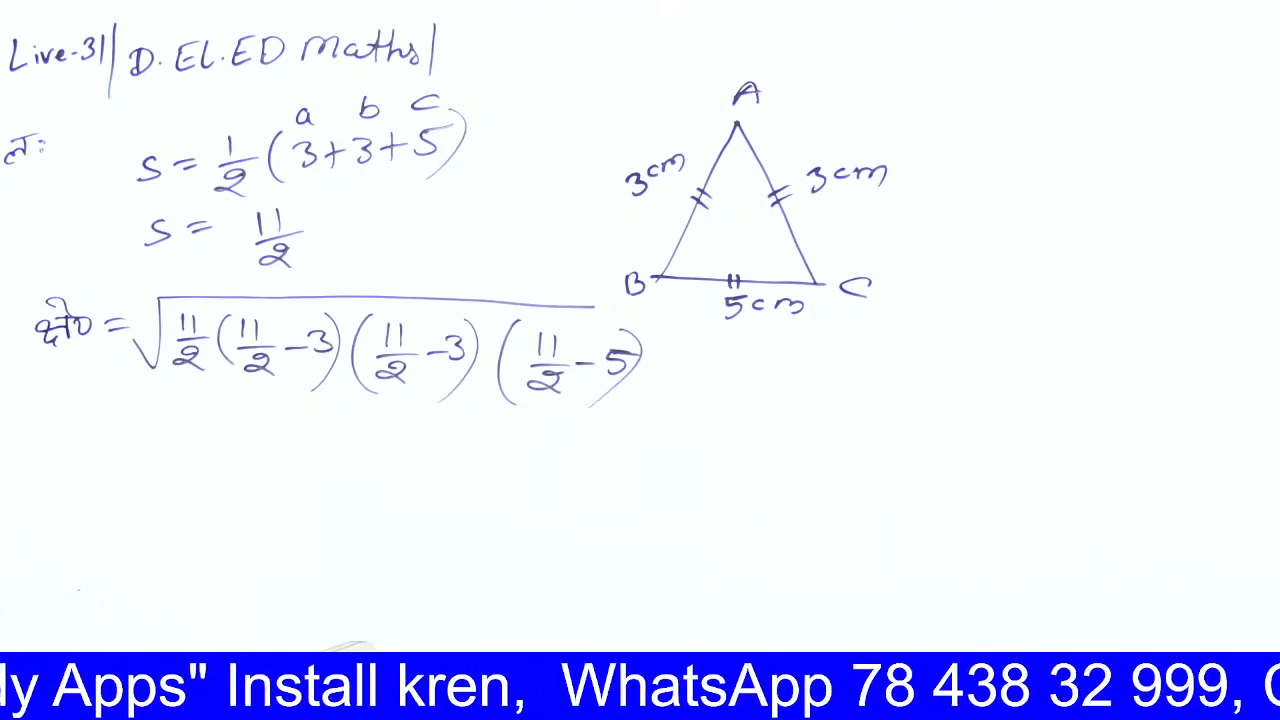 Live-31| D.EL.ED Maths|
a b c
S = 1/2 (3+3+5)
S = 11/2
क्षे० = √11/2 (11/2 - 3) (11/2 - 3) (11/2 - 5)
A
3cm 3cm
B C
5cm
dy Apps" Install kren, WhatsApp 78 438 32 999, C